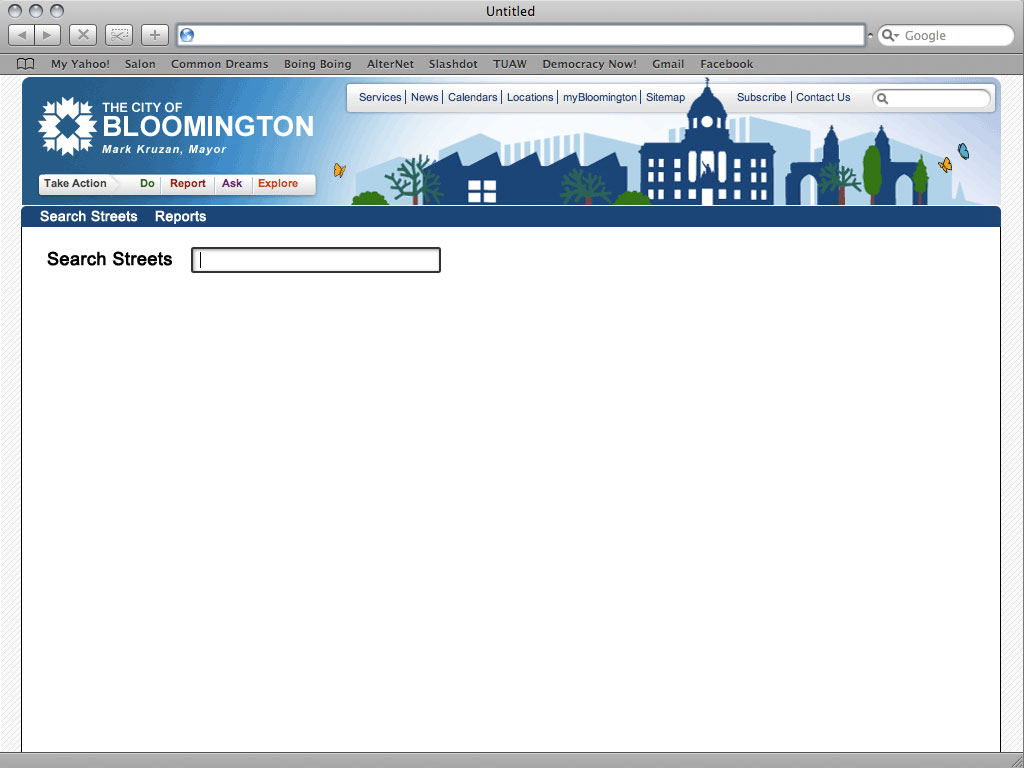 Untitled
Google
My Yahoo! Salon Common Dreams Boing Boing AlterNet Slashdot TUAW Democracy Now! Gmail Facebook
Services News Calendars Locations myBloomington Sitemap Subscribe Contact Us
THE CITY OF
BLOOMINGTON
Mark Kruzan, Mayor
Take Action Do Report Ask Explore
Search Streets Reports
Search Streets